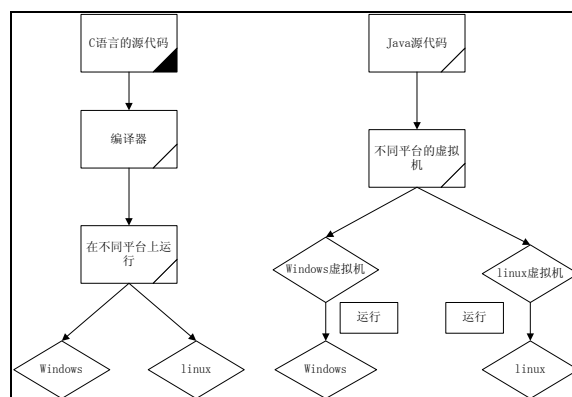 C语言的源代码
编译器
在不同平台上运
行
Windows
linux
Java源代码
不同平台的虚拟
机
Windows虚拟机
linux虚拟机
运行
运行
Windows
linux